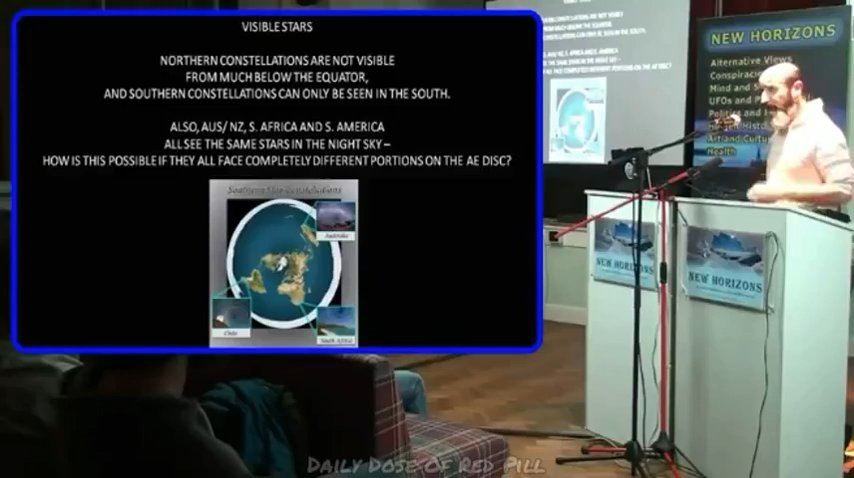 VISIBLE STARS
NORTHERN CONSTELLATIONS ARE NOT VISIBLE
FROM MUCH BELOW THE EQUATOR,
AND SOUTHERN CONSTELLATIONS CAN ONLY BE SEEN IN THE SOUTH.
ALSO, AUS/ NZ, S. AFRICA AND S. AMERICA
ALL SEE THE SAME STARS IN THE NIGHT SKY –
HOW IS THIS POSSIBLE IF THEY ALL FACE COMPLETELY DIFFERENT PORTIONS ON THE AE DISC?
Southern Star Constellations
Australia
Chile
South Africa
NEW HORIZONS
Alternative Views
Mind and
UFOs and
Politics and
Health
NEW HORIZONS
NEW HORIZONS
DAILY DOSE OF RED PILL